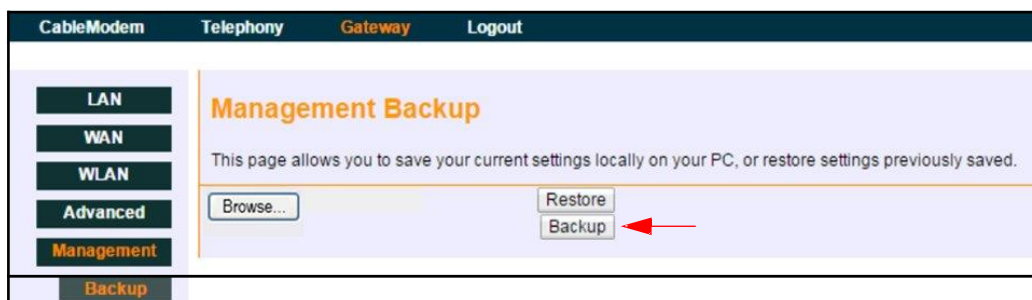 CableModem Telephony Gateway Logout
LAN
WAN
WLAN
Advanced
Management
Backup
Management Backup
This page allows you to save your current settings locally on your PC, or restore settings previously saved.
Browse... Restore
Backup